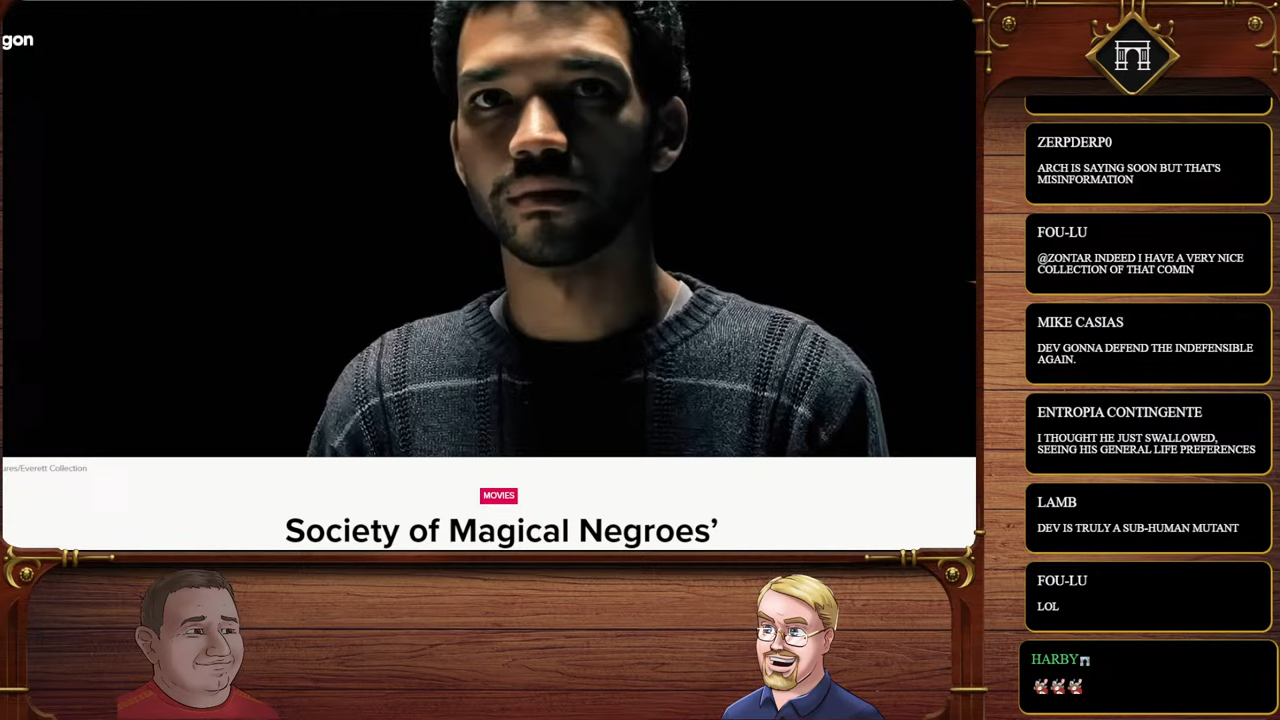 gon
ures/Everett Collection
MOVIES
Society of Magical Negroes’
ZERPDERP0
ARCH IS SAYING SOON BUT THAT'S
MISINFORMATION
FOU-LU
@ZONTAR INDEED I HAVE A VERY NICE
COLLECTION OF THAT COMIN
MIKE CASIAS
DEV GONNA DEFEND THE INDEFENSIBLE
AGAIN.
ENTROPIA CONTINGENTE
I THOUGHT HE JUST SWALLOWED,
SEEING HIS GENERAL LIFE PREFERENCES
LAMB
DEV IS TRULY A SUB-HUMAN MUTANT
FOU-LU
LOL
HARBY